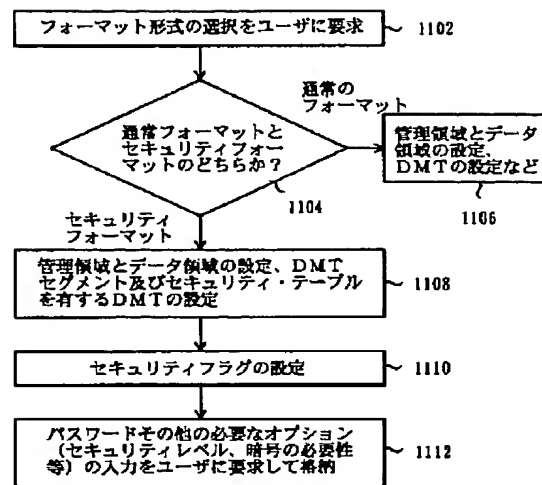 フォーマット形式の選択をユーザに要求
1102
通常フォーマットと
セキュリティフォー
マットのどちらか？
1104
通常の
フォーマット
管理領域とデータ
領域の設定、
DMTの設定など
1106
セキュリティ
フォーマット
管理領域とデータ領域の設定、DMT
セグメント及びセキュリティ・テーブル
を有するDMTの設定
1108
セキュリティフラグの設定
1110
パスワードその他の必要なオプション
（セキュリティレベル、暗号の必要性
等）の入力をユーザに要求して格納
1112